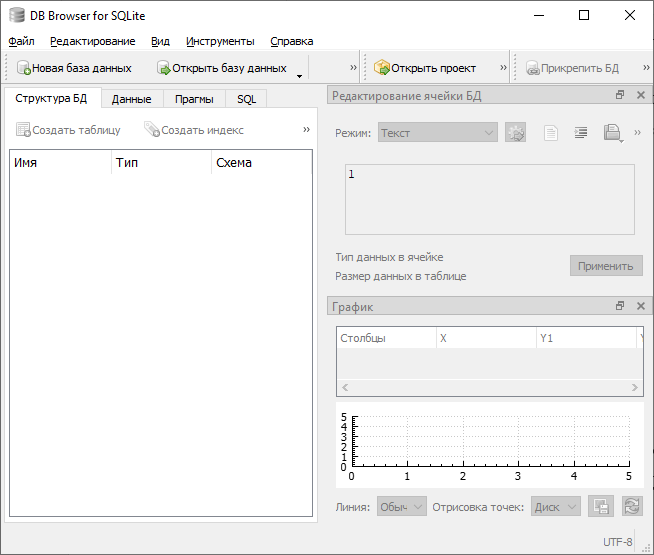 DB Browser for SQLite
Файл Редактирование Вид Инструменты Справка
Новая база данных Открыть базу данных » Открыть проект » Прикрепить БД »
Структура БД Данные Прагмы SQL
Создать таблицу Создать индекс »
Имя Тип Схема
Редактирование ячейки БД
Режим: Текст »
1
Тип данных в ячейке
Размер данных в таблице
Применить
График
Столбцы X Y1
5
4
3
2
1
0
0 1 2 3 4 5
Линия: Обыч Отрисовка точек: Диск
UTF-8